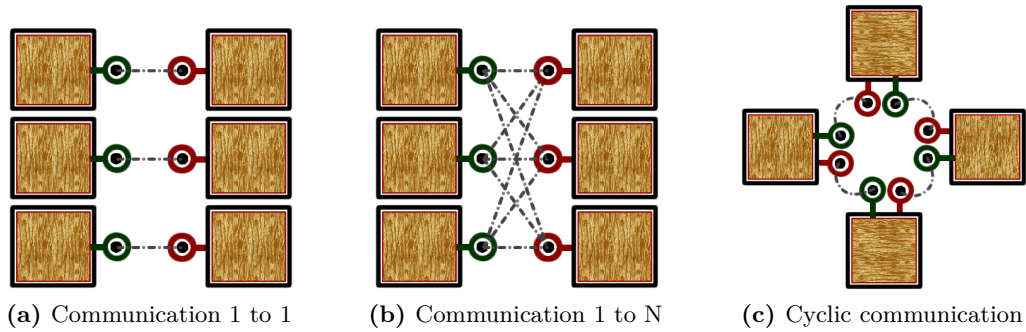 (a) Communication 1 to 1
(b) Communication 1 to N
(c) Cyclic communication